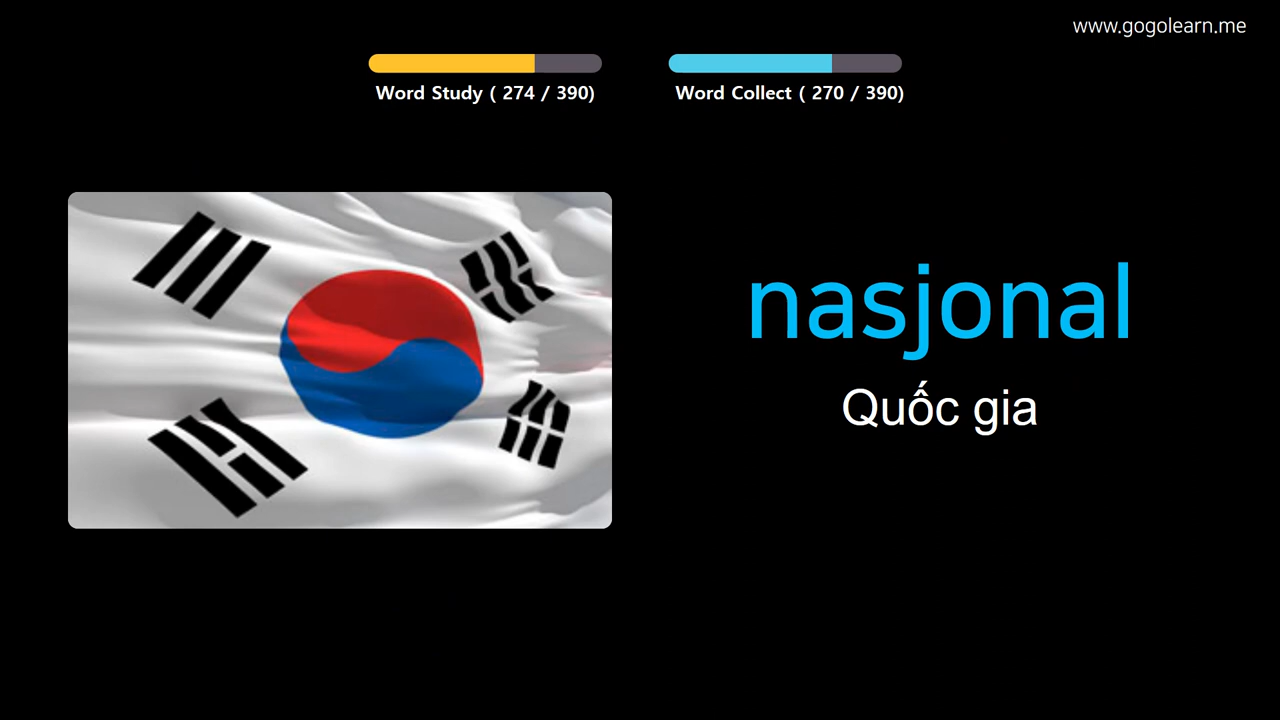 www.gogolearn.me
Word Study ( 274 / 390)
Word Collect ( 270 / 390)
nasjonal
Quốc gia